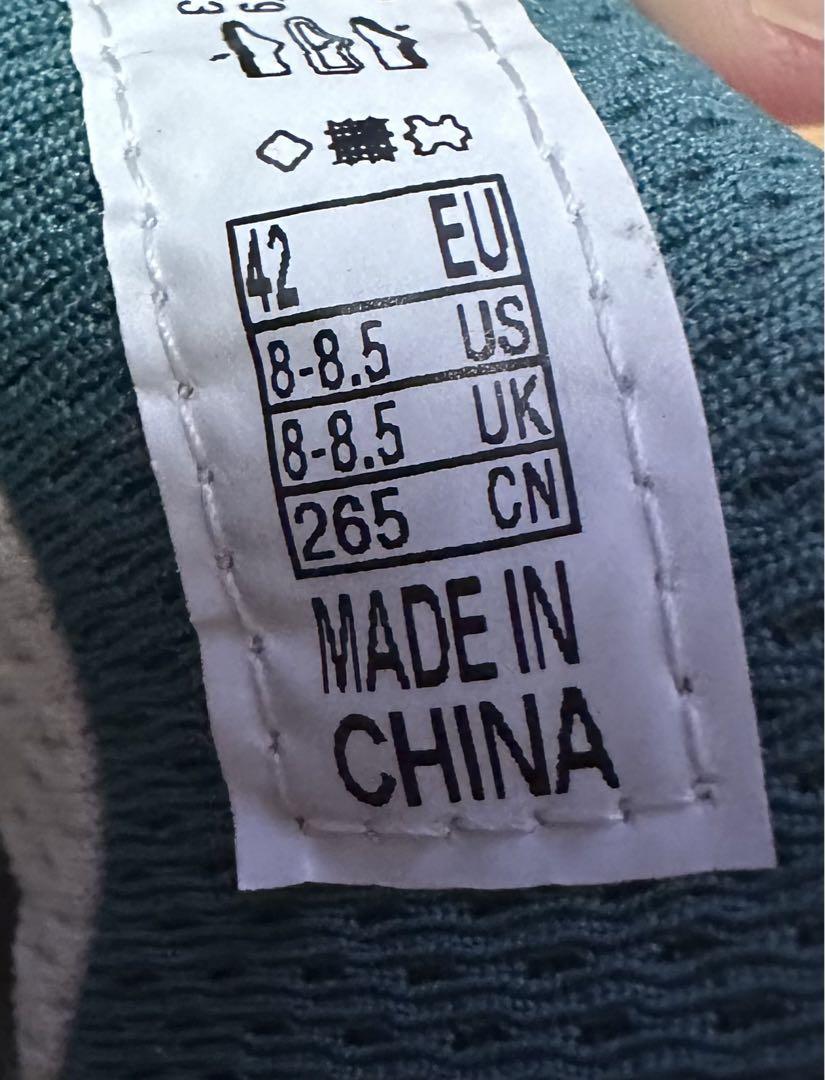 42 EU
8-8.5 US
8-8.5 UK
265 CN
MADE IN
CHINA